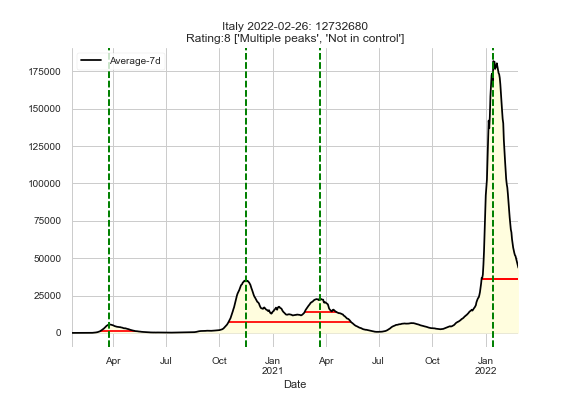 Italy 2022-02-26: 12732680
Rating:8 ['Multiple peaks', 'Not in control']
Average-7d
175000
150000
125000
100000
75000
50000
25000
0
Apr Jul Oct Jan Apr Jul Oct Jan
2021 2022
Date